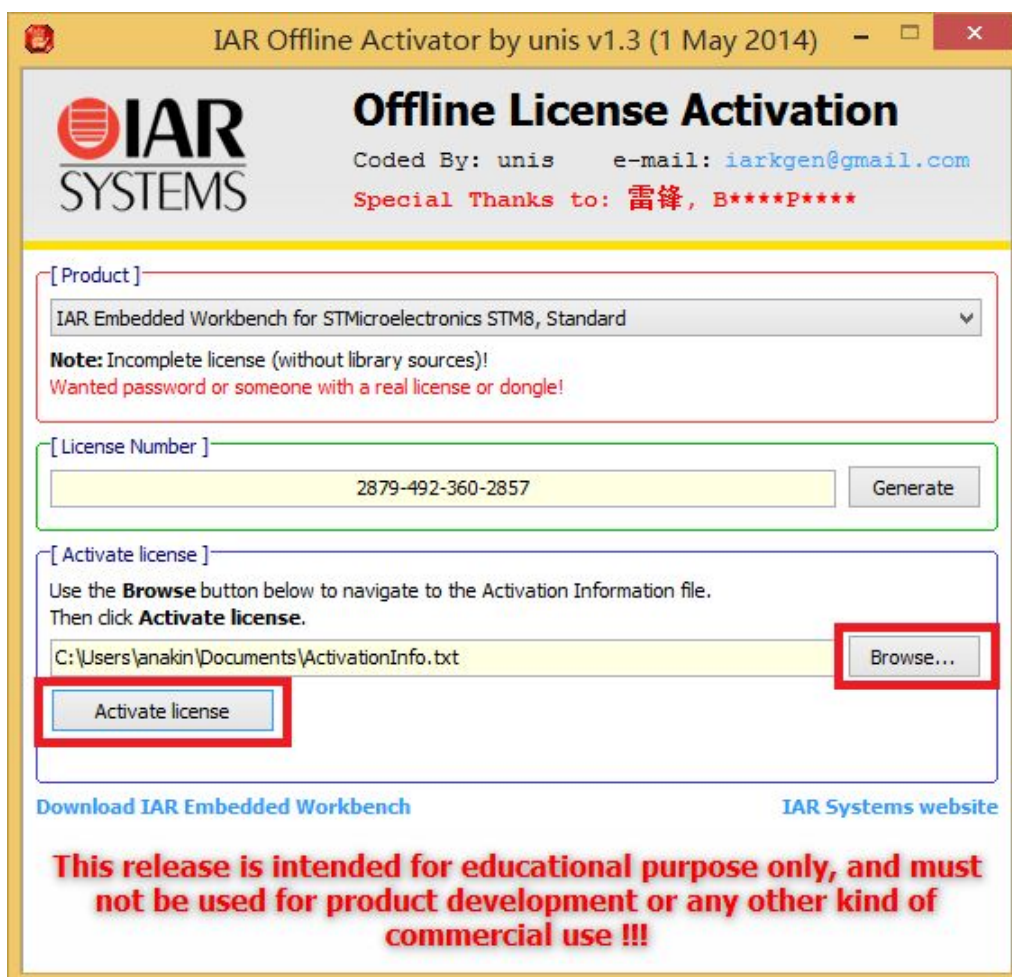 IAR Offline Activator by unis v1.3 (1 May 2014)
IAR
SYSTEMS
Offline License Activation
Coded By: unis e-mail: iarkgen@gmail.com
Special Thanks to: 雷锋, B****P****
[ Product ]
IAR Embedded Workbench for STMicroelectronics STM8, Standard
Note: Incomplete license (without library sources)!
Wanted password or someone with a real license or dongle!
[ License Number ]
2879-492-360-2857 Generate
[ Activate license ]
Use the Browse button below to navigate to the Activation Information file.
Then click Activate license.
C:\Users\anakin\Documents\ActivationInfo.txt Browse...
Activate license
Download IAR Embedded Workbench IAR Systems website
This release is intended for educational purpose only, and must
not be used for product development or any other kind of
commercial use !!!